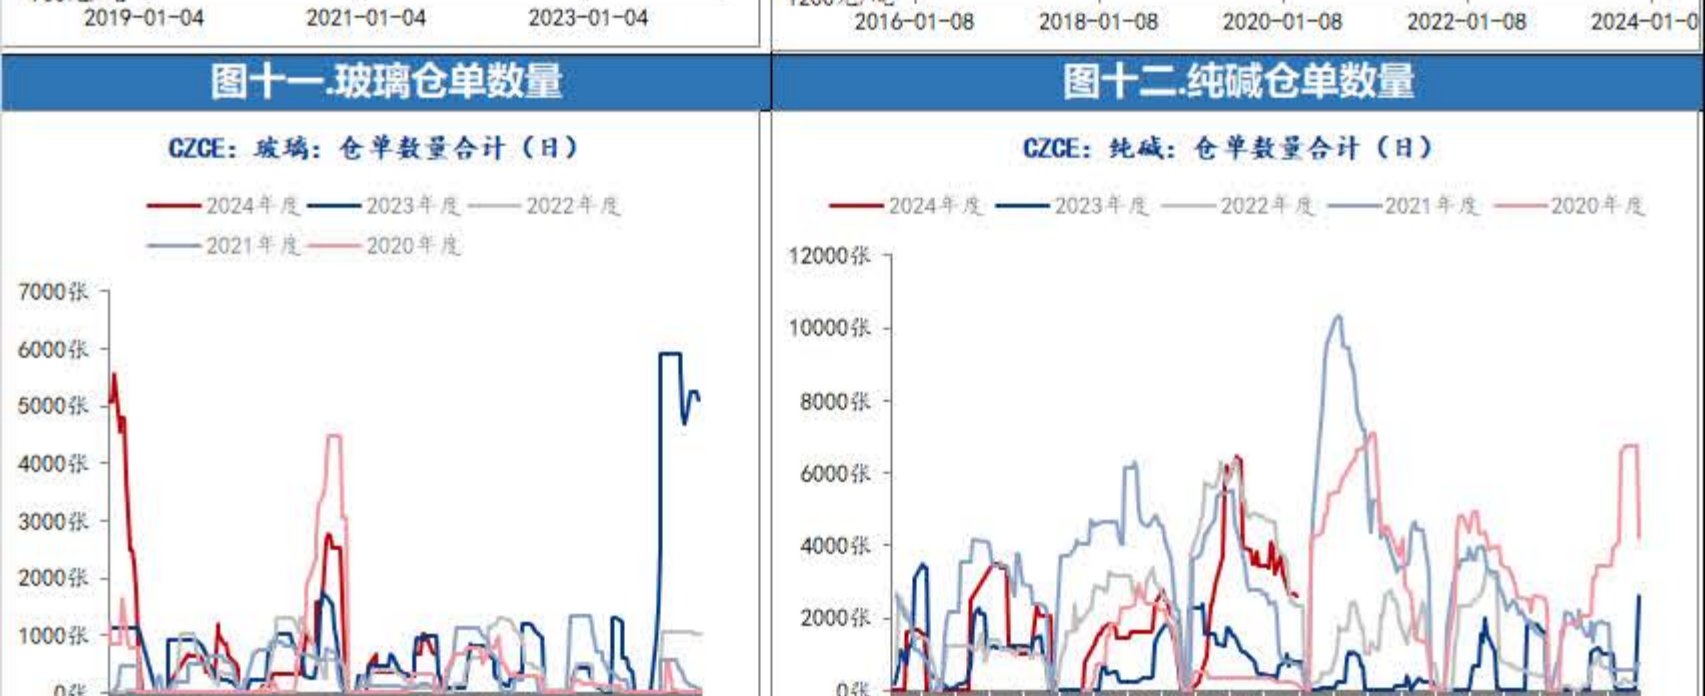 2019-01-04 2021-01-04 2023-01-04
2016-01-08 2018-01-08 2020-01-08 2022-01-08 2024-01-0
图十一.玻璃仓单数量
CZCE：玻璃：仓单数量合计（日）
2024年度 2023年度 2022年度
2021年度 2020年度
7000张
6000张
5000张
4000张
3000张
2000张
1000张
0张
图十二.纯碱仓单数量
CZCE：纯碱：仓单数量合计（日）
2024年度 2023年度 2022年度 2021年度 2020年度
12000张
10000张
8000张
6000张
4000张
2000张
0张